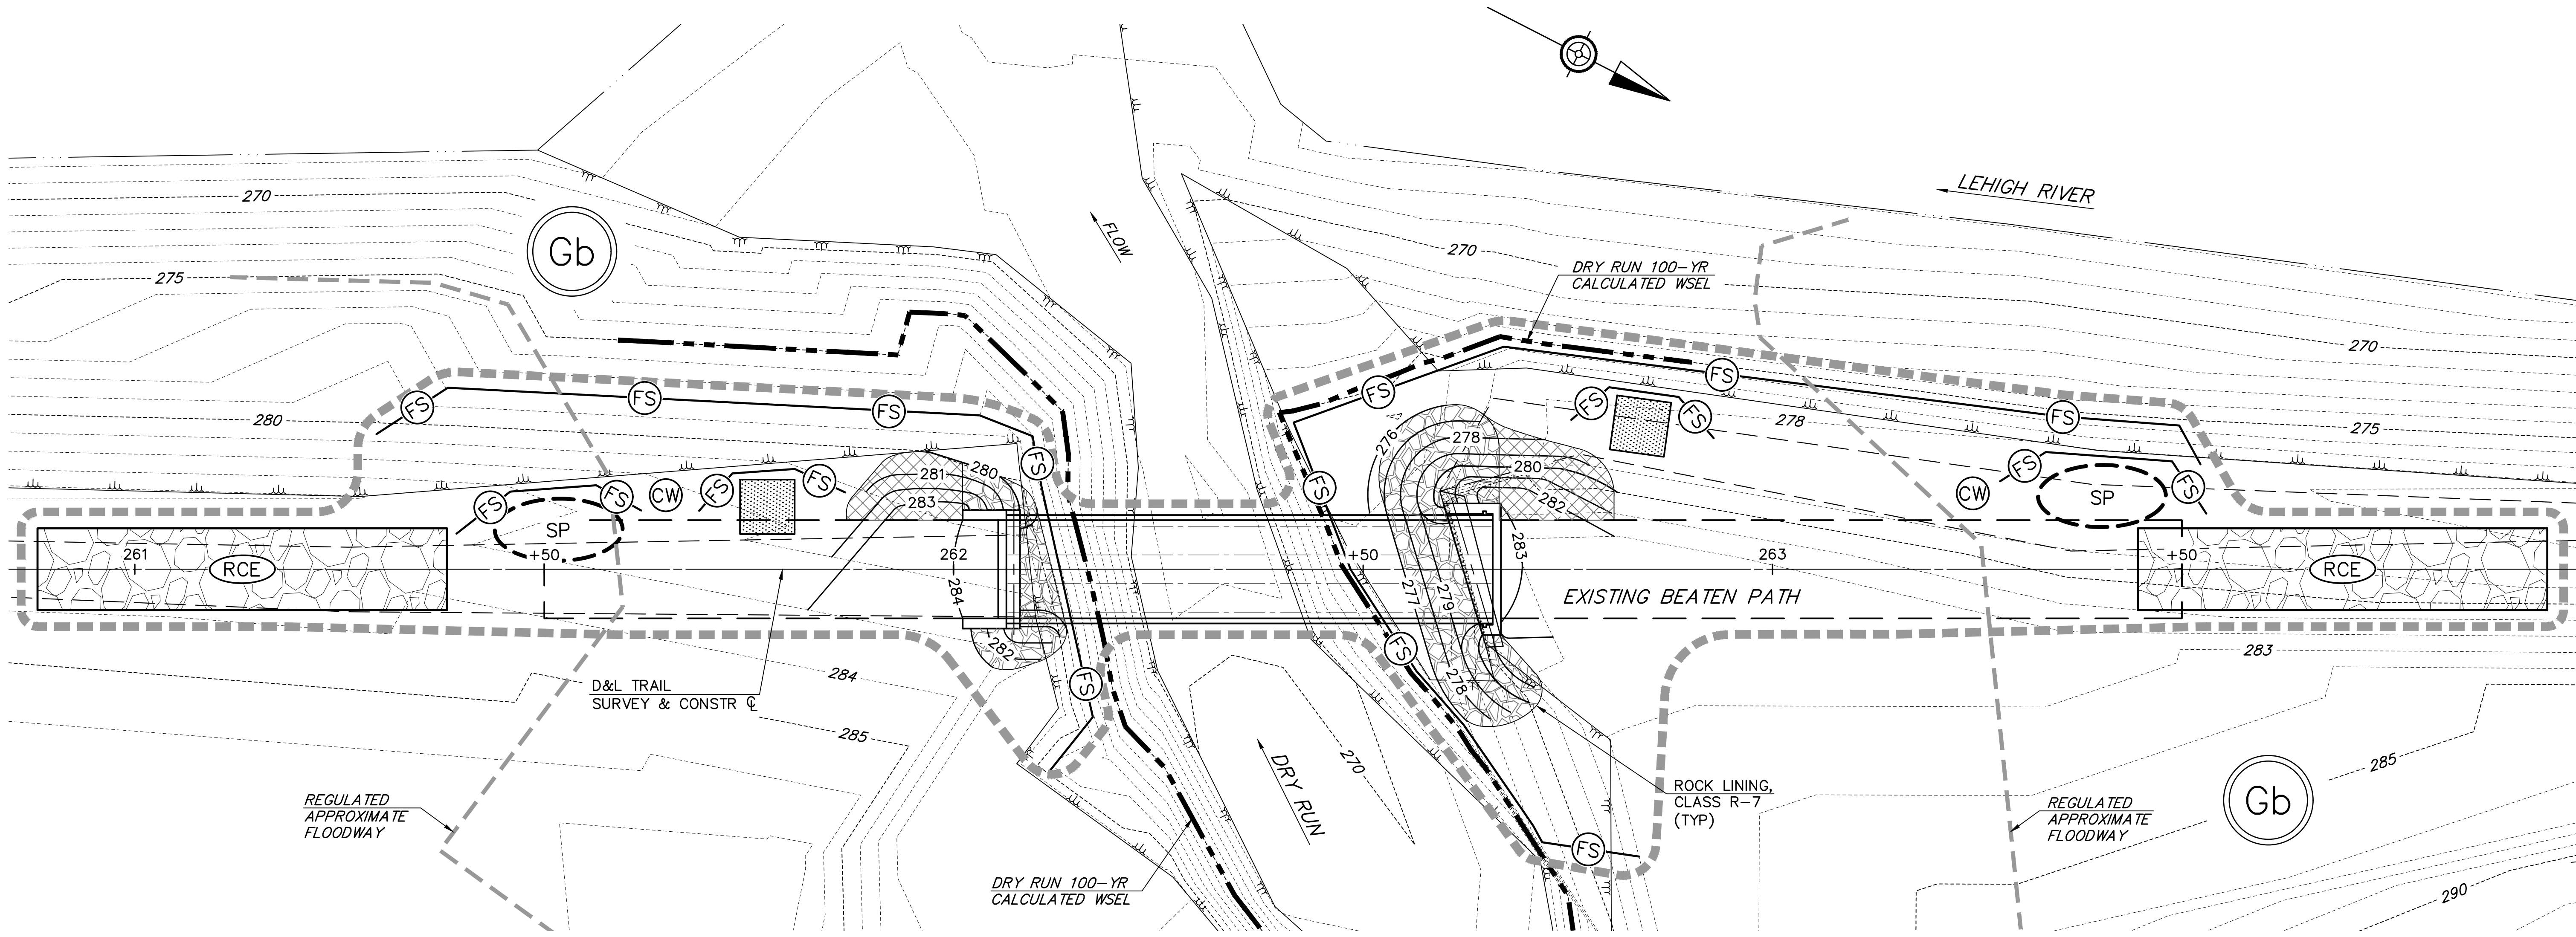 LEHIGH RIVER
270
Gb
FLOW
270
275
DRY RUN 100-YR
CALCULATED WSEL
270
FS
FS
FS
FS
FS
FS
FS
280
278
275
276
278
FS
FS
281
280
283
FS
280
282
FS
FS
CW
FS
FS
SP
FS
CW
FS
SP
FS
261
RCE
+50
262
284
+50
277
279
283
263
+50
RCE
EXISTING BEATEN PATH
282
FS
FS
278
283
284
D&L TRAIL
SURVEY & CONSTR ℄
285
270
DRY RUN
ROCK LINING,
CLASS R-7
(TYP)
285
Gb
REGULATED
APPROXIMATE
FLOODWAY
REGULATED
APPROXIMATE
FLOODWAY
FS
DRY RUN 100-YR
CALCULATED WSEL
290